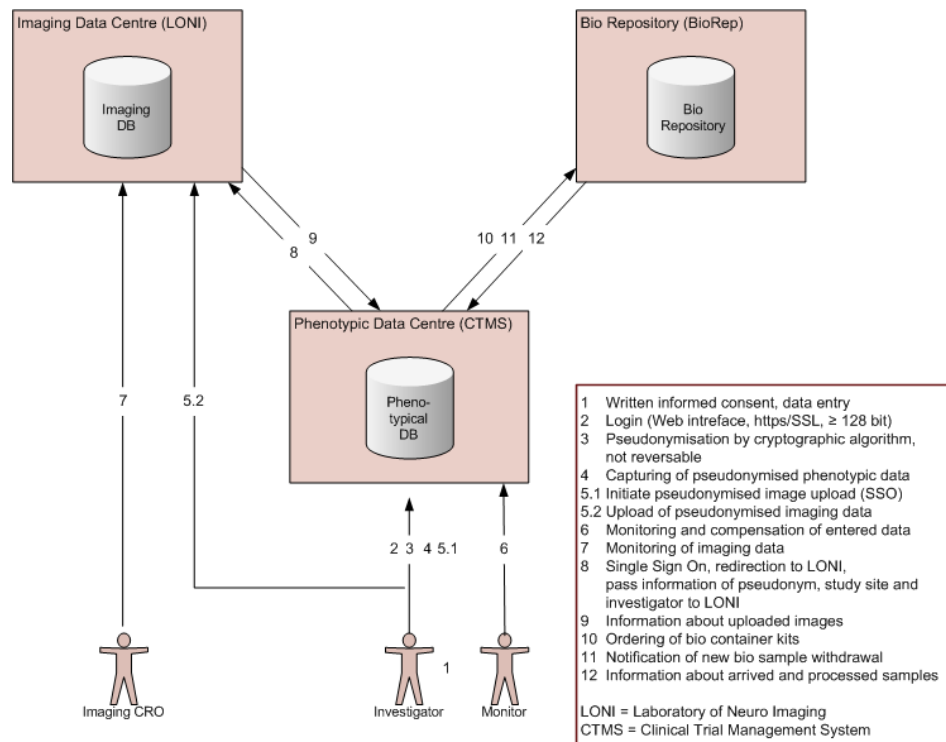 Imaging Data Centre (LONI)
Imaging
DB
Bio Repository (BioRep)
Bio
Repository
9
8
10 11 12
Phenotypic Data Centre (CTMS)
Pheno-
typical
DB
7
5.2
2 3 4 5.1
6
1
Imaging CRO
Investigator
Monitor
1 Written informed consent, data entry
2 Login (Web intreface, https/SSL, ≥ 128 bit)
3 Pseudonymisation by cryptographic algorithm,
not reversable
4 Capturing of pseudonymised phenotypic data
5.1 Initiate pseudonymised image upload (SSO)
5.2 Upload of pseudonymised imaging data
6 Monitoring and compensation of entered data
7 Monitoring of imaging data
8 Single Sign On, redirection to LONI,
pass information of pseudonym, study site and
investigator to LONI
9 Information about uploaded images
10 Ordering of bio container kits
11 Notification of new bio sample withdrawal
12 Information about arrived and processed samples
LONI = Laboratory of Neuro Imaging
CTMS = Clinical Trial Management System